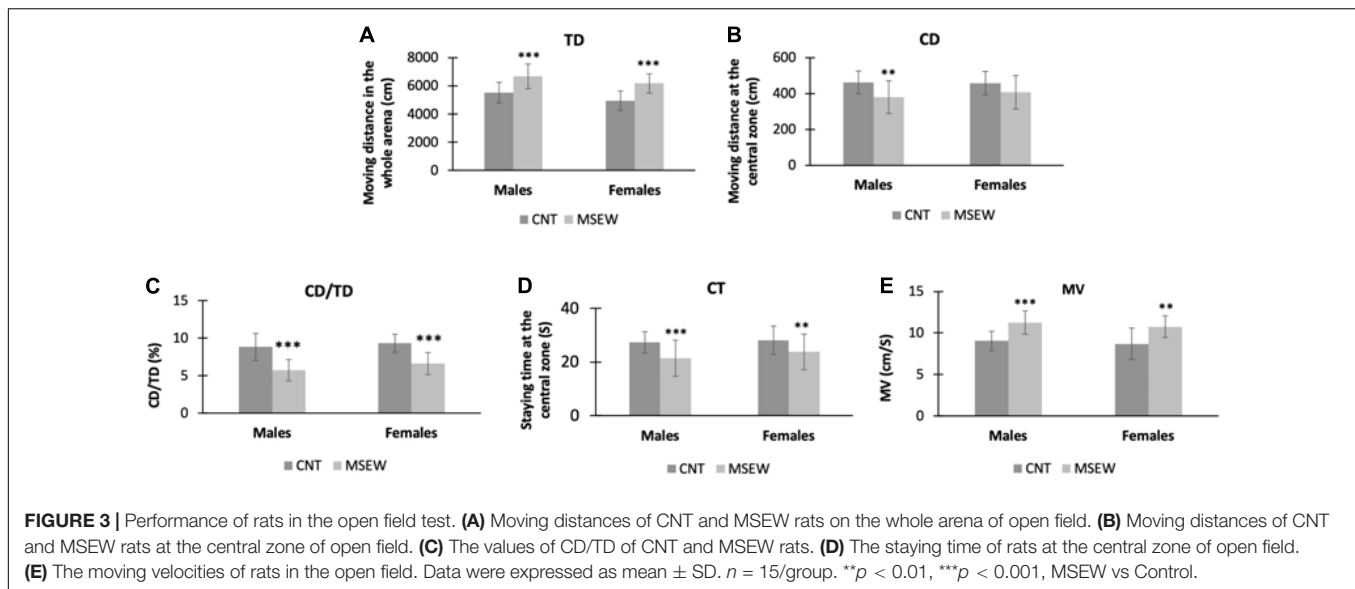 A
TD
***
***
Moving distance in the
whole arena (cm)
8000
6000
4000
2000
0
Males
Females
CNT MSEW
B
CD
**
Moving distance at the
central zone (cm)
600
400
200
0
Males
Females
CNT MSEW
C
CD/TD
***
***
CD/TD (%)
15
10
5
0
Males
Females
CNT MSEW
D
CT
***
**
Staying time at the
central zone (S)
40
20
0
Males
Females
CNT MSEW
E
MV
***
**
MV (cm/S)
15
10
5
0
Males
Females
CNT MSEW
FIGURE 3 | Performance of rats in the open field test. (A) Moving distances of CNT and MSEW rats on the whole arena of open field. (B) Moving distances of CNT
and MSEW rats at the central zone of open field. (C) The values of CD/TD of CNT and MSEW rats. (D) The staying time of rats at the central zone of open field.
(E) The moving velocities of rats in the open field. Data were expressed as mean ± SD. n = 15/group. **p < 0.01, ***p < 0.001, MSEW vs Control.